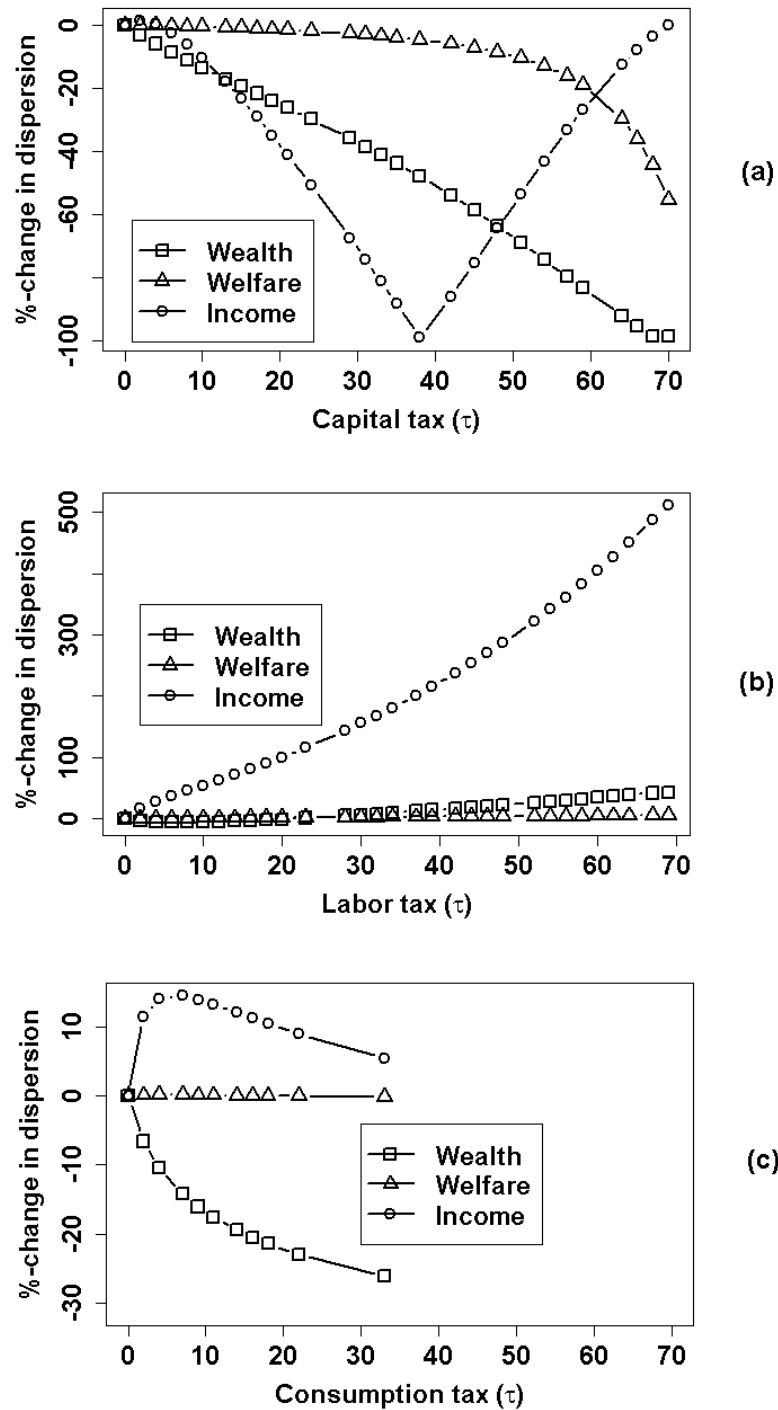 %-change in dispersion
0
-20
-40
-60
-100
Wealth
Welfare
Income
0 10 20 30 40 50 60 70
Capital tax (τ)
(a)
%-change in dispersion
500
300
100
0
Wealth
Welfare
Income
0 10 20 30 40 50 60 70
Labor tax (τ)
(b)
%-change in dispersion
10
0
-10
-20
-30
Wealth
Welfare
Income
0 10 20 30 40 50 60 70
Consumption tax (τ)
(c)